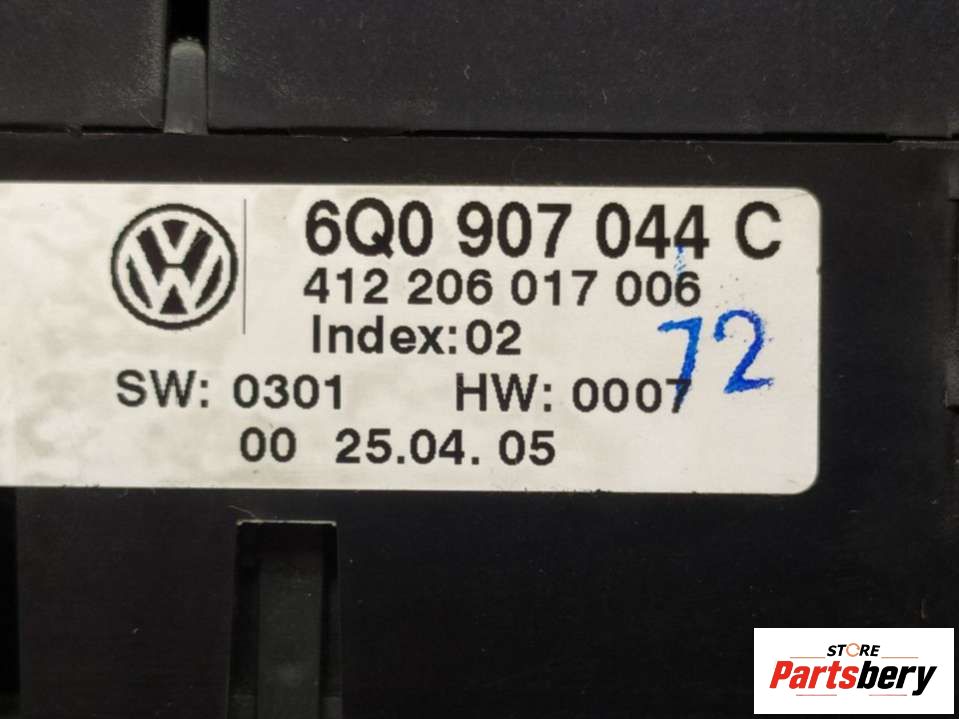 6Q0 907 044 C
412 206 017 006
Index:02
72
SW: 0301 HW: 0007
00 25.04. 05
STORE
Partsbery